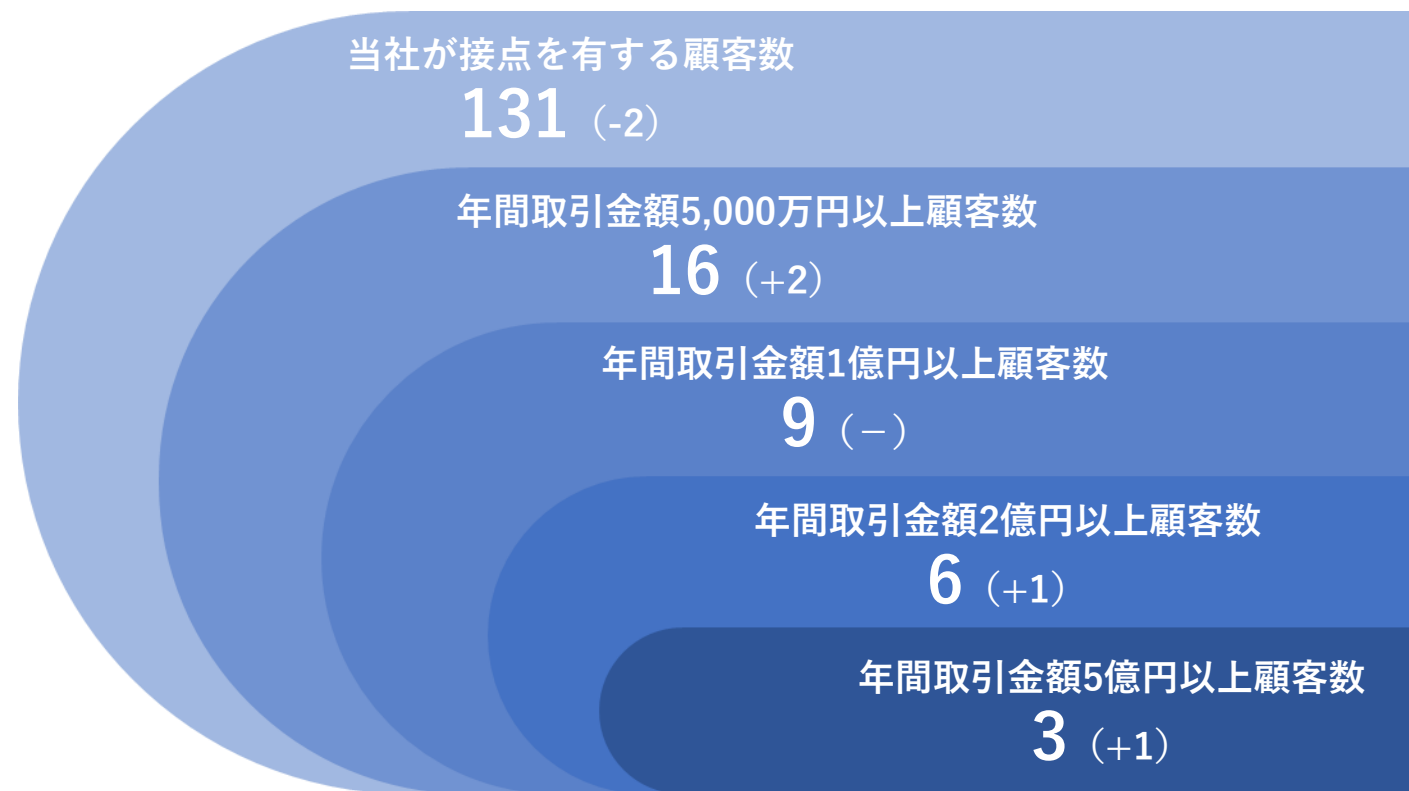 当社が接点を有する顧客数
131（-2）
年間取引金額5,000万円以上顧客数
16（+2）
年間取引金額1億円以上顧客数
9（－）
年間取引金額2億円以上顧客数
6（+1）
年間取引金額5億円以上顧客数
3（+1）